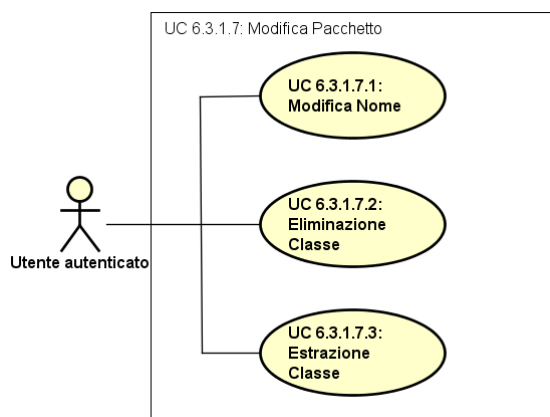 UC 6.3.1.7: Modifica Pacchetto
UC 6.3.1.7.1:
Modifica Nome
UC 6.3.1.7.2:
Eliminazione
Classe
Utente autenticato
UC 6.3.1.7.3:
Estrazione
Classe